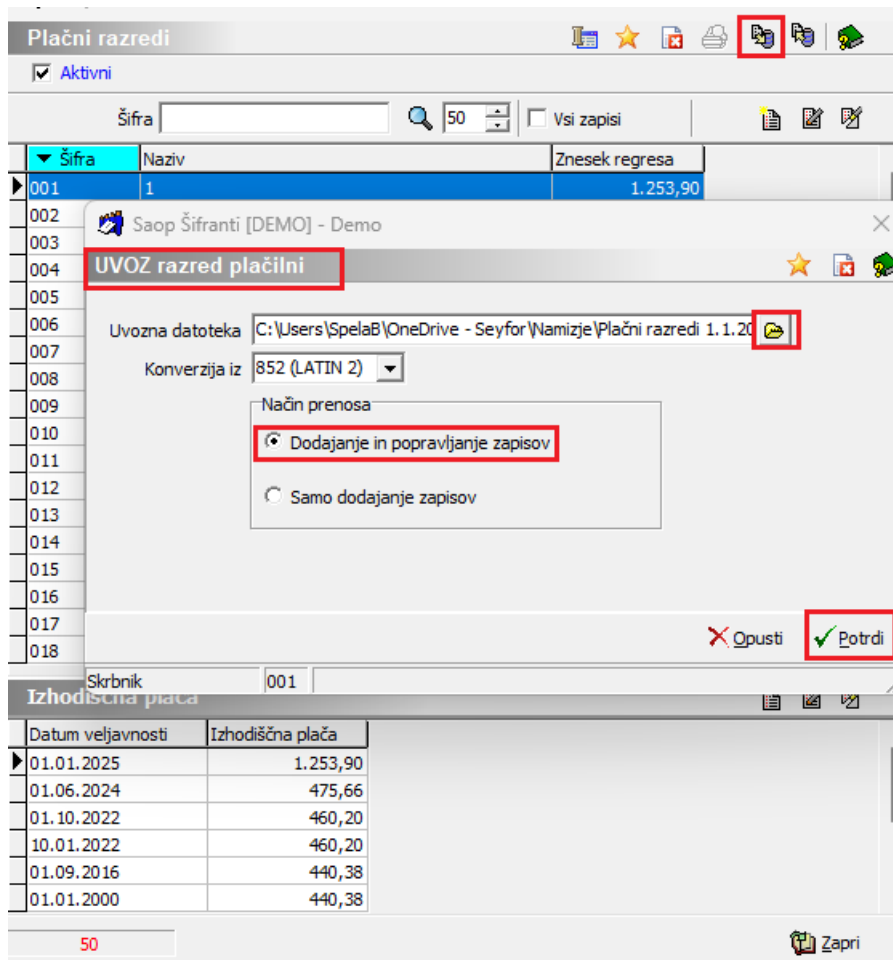 Plačni razredi
Aktivni
Šifra 50 Vsi zapisi
Šifra Naziv Znesek regresa
001 1 1.253,90
002
003
004
005
006
007
008
009
010
011
012
013
014
015
016
017
018
Saop Šifranti [DEMO] - Demo
UVOZ razred plačilni
Uvozna datoteka C:\Users\SpelaB\OneDrive - Seyfor\Namizje\Plačni razredi 1.1.20
Konverzija iz 852 (LATIN 2)
Način prenosa
Dodajanje in popravljanje zapisov
Samo dodajanje zapisov
Opusti Potrdi
Skrbnik 001
Izhodiščna plača
Datum veljavnosti Izhodiščna plača
01.01.2025 1.253,90
01.06.2024 475,66
01.10.2022 460,20
10.01.2022 460,20
01.09.2016 440,38
01.01.2000 440,38
50 Zapri